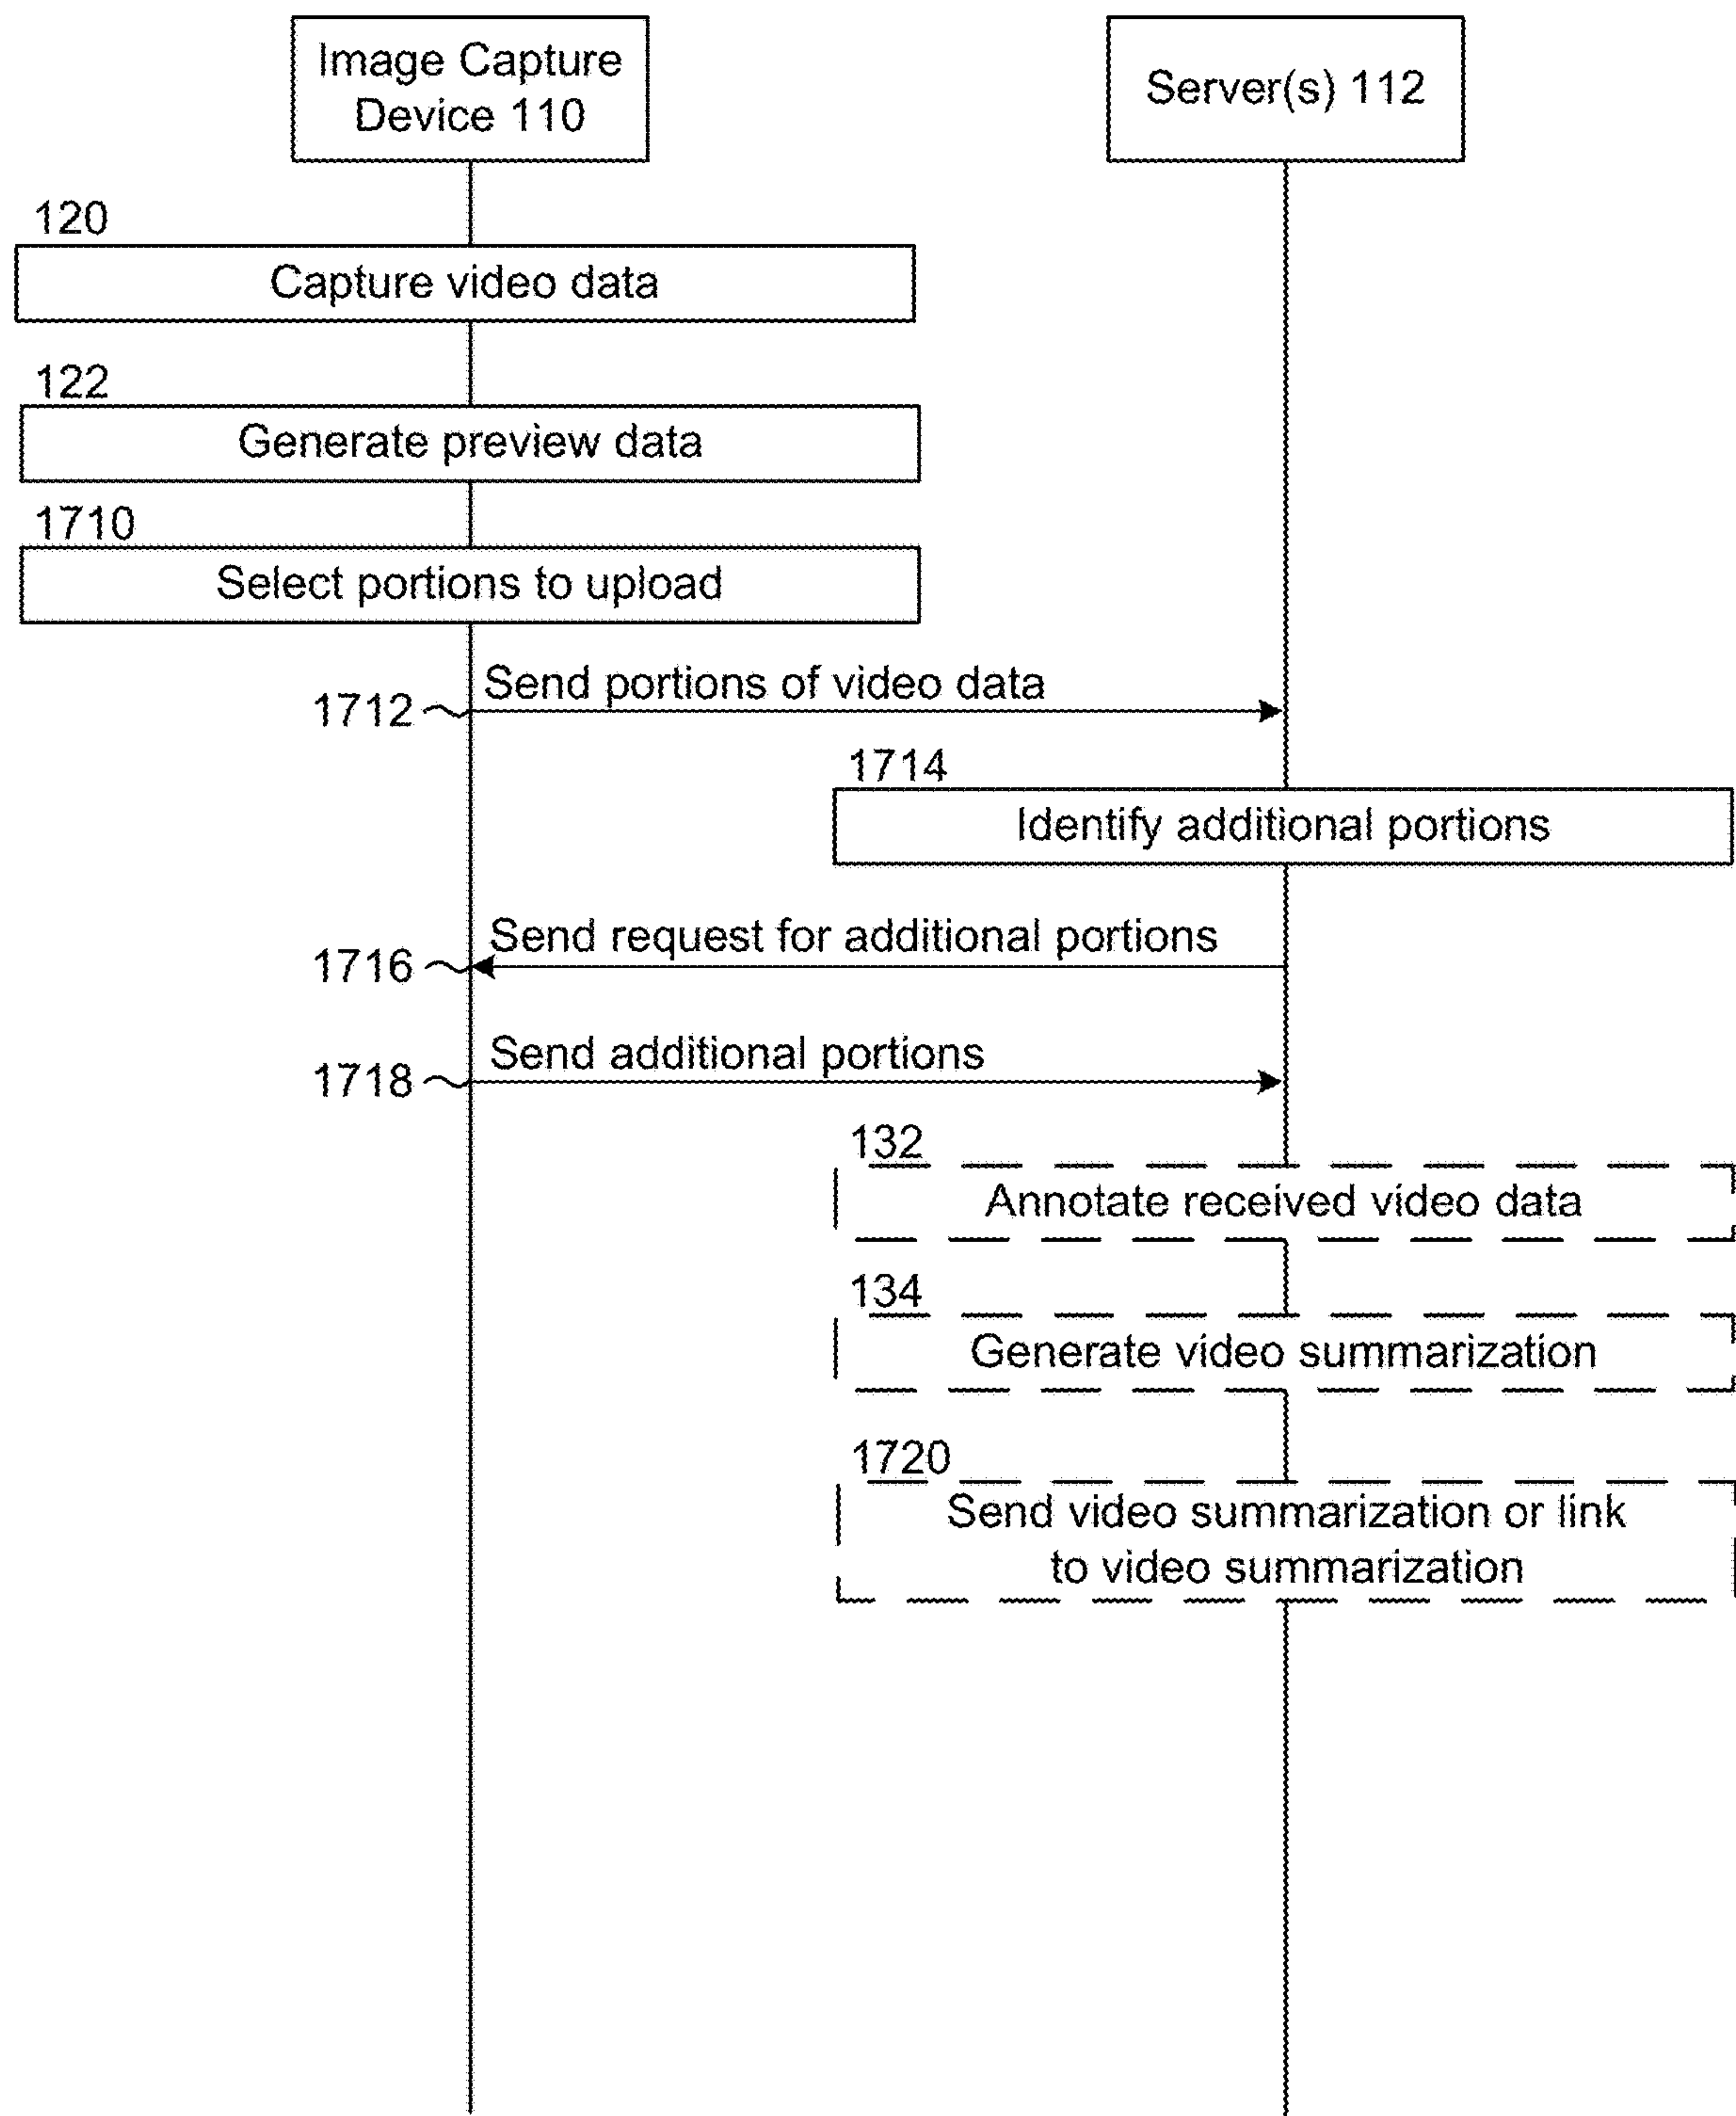 Image Capture
Device 110
Server(s) 112
120
Capture video data
122
Generate preview data
1710
Select portions to upload
Send portions of video data
1712
1714
Identify additional portions
Send request for additional portions
1716
Send additional portions
1718
132
Annotate received video data
134
Generate video summarization
1720
Send video summarization or link
to video summarization